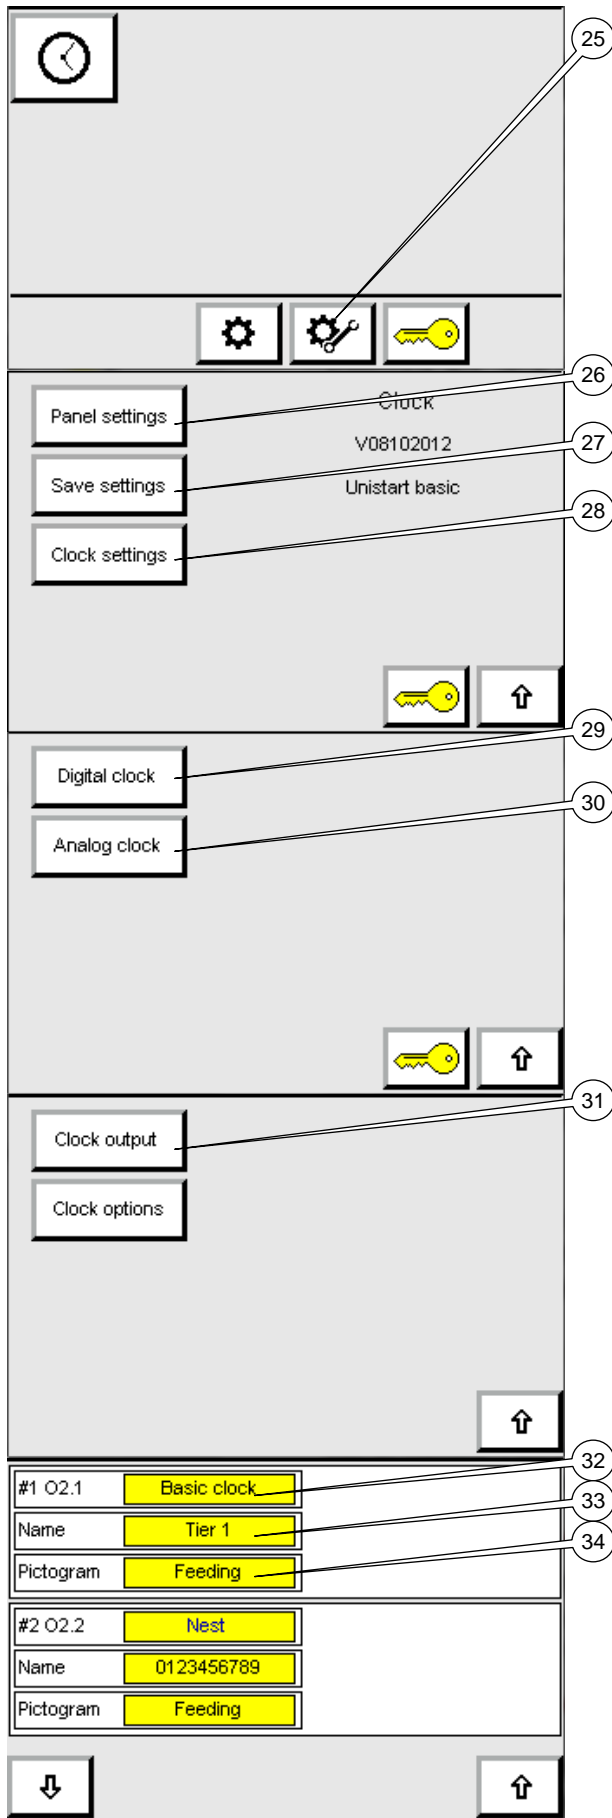 25
26
Panel settings
Clock
27
V08102012
Save settings
Unistart basic
28
Clock settings
29
Digital clock
30
Analog clock
31
Clock output
Clock options
32
#1 O2.1 Basic clock
33
Name Tier 1
34
Pictogram Feeding
#2 O2.2 Nest
Name 0123456789
Pictogram Feeding